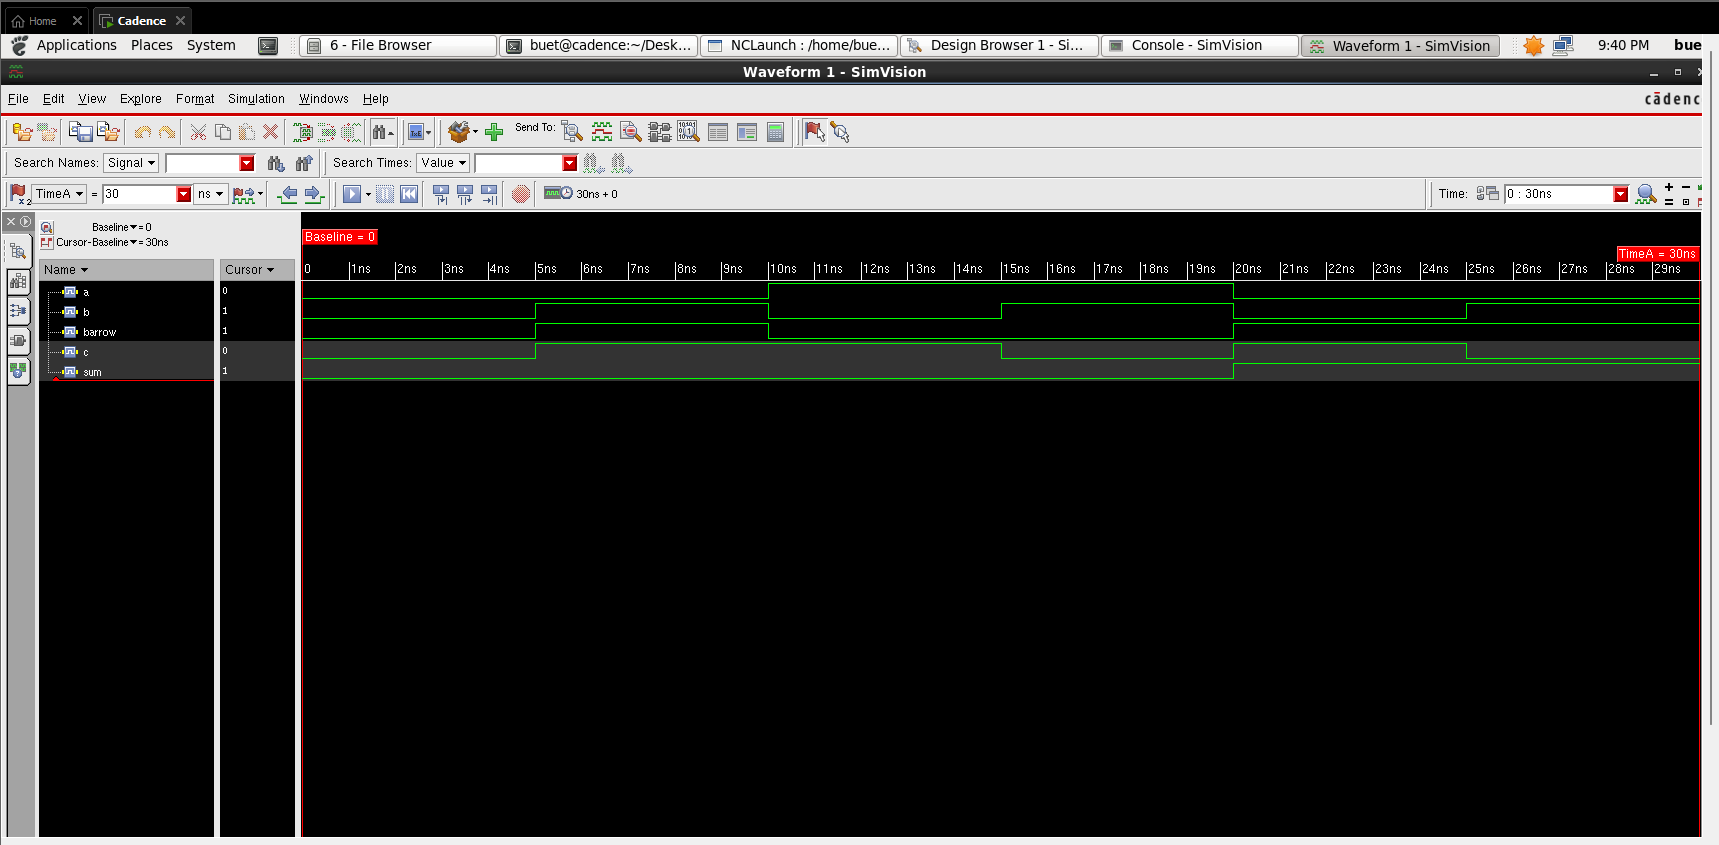 Home
Cadence
Applications Places System
6 - File Browser
buet@cadence:~/Desk...
NCLaunch : /home/bue...
Design Browser 1 - Si...
Console - SimVision
Waveform 1 - SimVision
9:40 PM bue
Waveform 1 - SimVision
File Edit View Explore Format Simulation Windows Help
cādenc
Send To:
Search Names: Signal
Search Times: Value
x2 TimeA = 30 ns
30ns + 0
Time: 0 : 30ns
Baseline = 0
Cursor-Baseline = 30ns
Baseline = 0
TimeA = 30ns
Name Cursor
0 1ns 2ns 3ns 4ns 5ns 6ns 7ns 8ns 9ns 10ns 11ns 12ns 13ns 14ns 15ns 16ns 17ns 18ns 19ns 20ns 21ns 22ns 23ns 24ns 25ns 26ns 27ns 28ns 29ns
a 0
b 1
barrow 1
c 0
sum 1